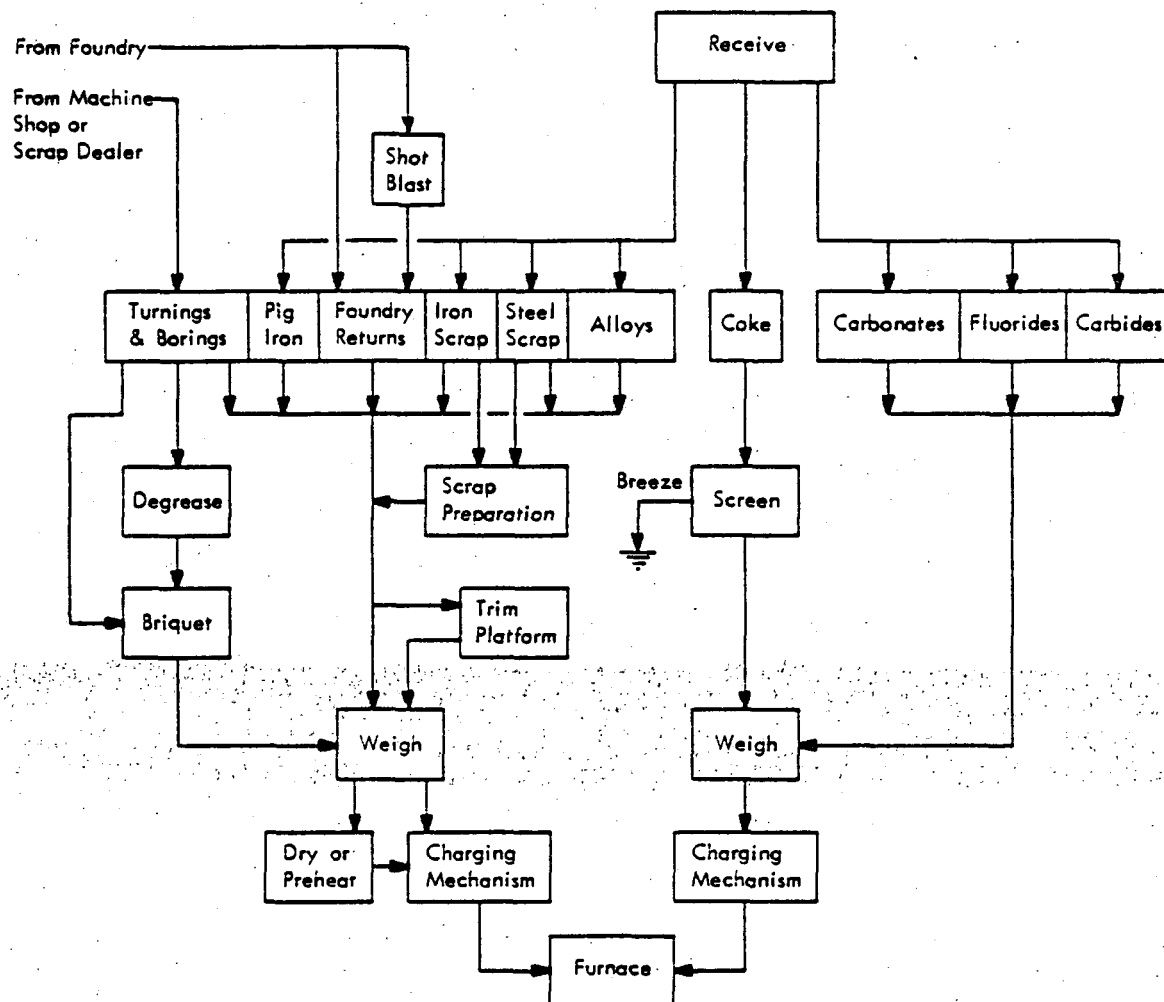 From Foundry
Receive
From Machine
Shop or
Scrap Dealer
Shot
Blast
Turnings
& Borings
Pig
Iron
Foundry
Returns
Iron
Scrap
Steel
Scrap
Alloys
Coke
Carbonates
Fluorides
Carbides
Degrease
Scrap
Preparation
Breeze
Screen
Briquet
Trim
Platform
Weigh
Weigh
Dry or
Preheat
Charging
Mechanism
Charging
Mechanism
Furnace